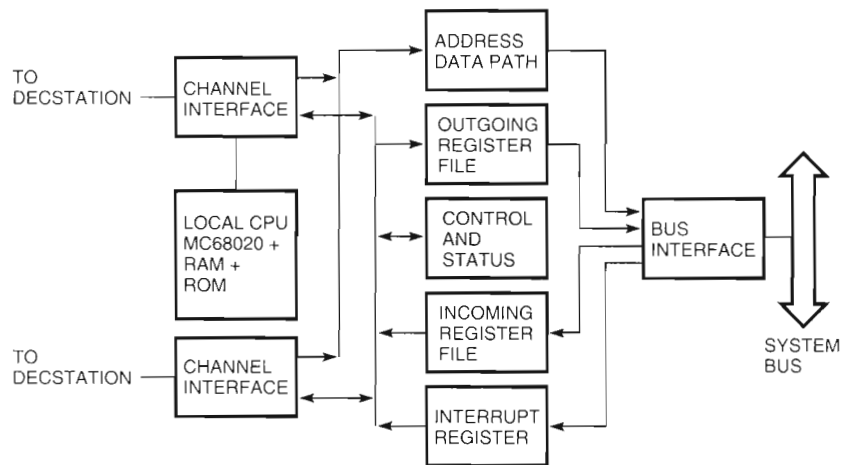 ADDRESS
DATA PATH
TO
DECSTATION
CHANNEL
INTERFACE
OUTGOING
REGISTER
FILE
LOCAL CPU
MC68020 +
RAM +
ROM
CONTROL
AND
STATUS
BUS
INTERFACE
INCOMING
REGISTER
FILE
SYSTEM
BUS
TO
DECSTATION
CHANNEL
INTERFACE
INTERRUPT
REGISTER